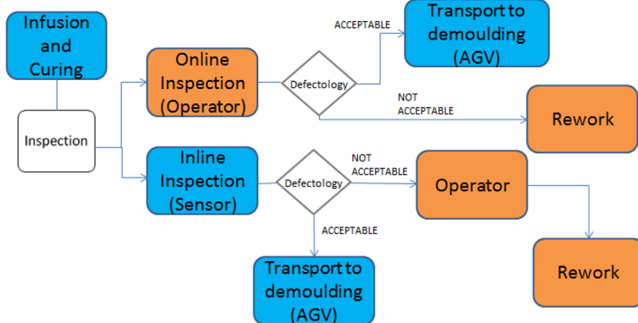 Infusion
and
Curing
Inspection
Online
Inspection
(Operator)
Defectology
ACCEPTABLE
Transport to
demoulding
(AGV)
NOT
ACCEPTABLE
Rework
Inline
Inspection
(Sensor)
Defectology
NOT
ACCEPTABLE
Operator
Rework
ACCEPTABLE
Transport to
demoulding
(AGV)